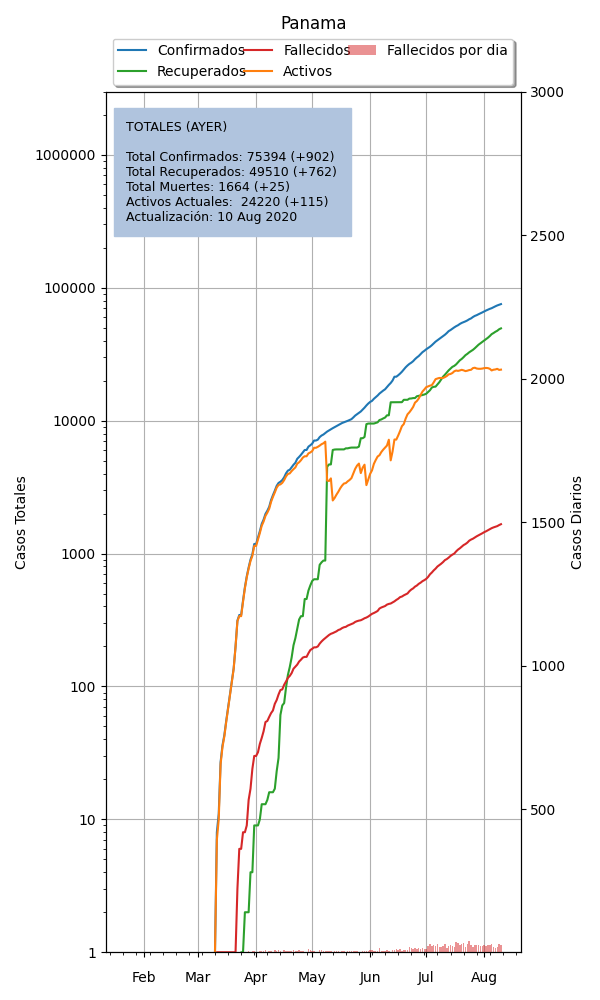 Panama
Confirmados
Recuperados
Fallecidos
Activos
Fallecidos por dia
TOTALES (AYER)
Total Confirmados: 75394 (+902)
Total Recuperados: 49510 (+762)
Total Muertes: 1664 (+25)
Activos Actuales:  24220 (+115)
Actualización: 10 Aug 2020
1000000
100000
10000
1000
100
10
1
Casos Totales
3000
2500
2000
1500
1000
500
Casos Diarios
Feb Mar Apr May Jun Jul Aug